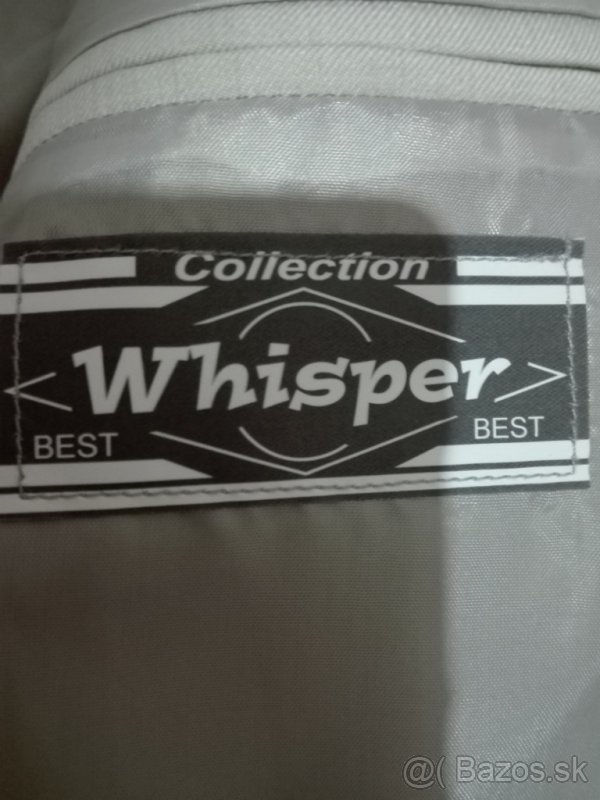 Collection
Whisper
BEST
BEST
@( Bazos.sk